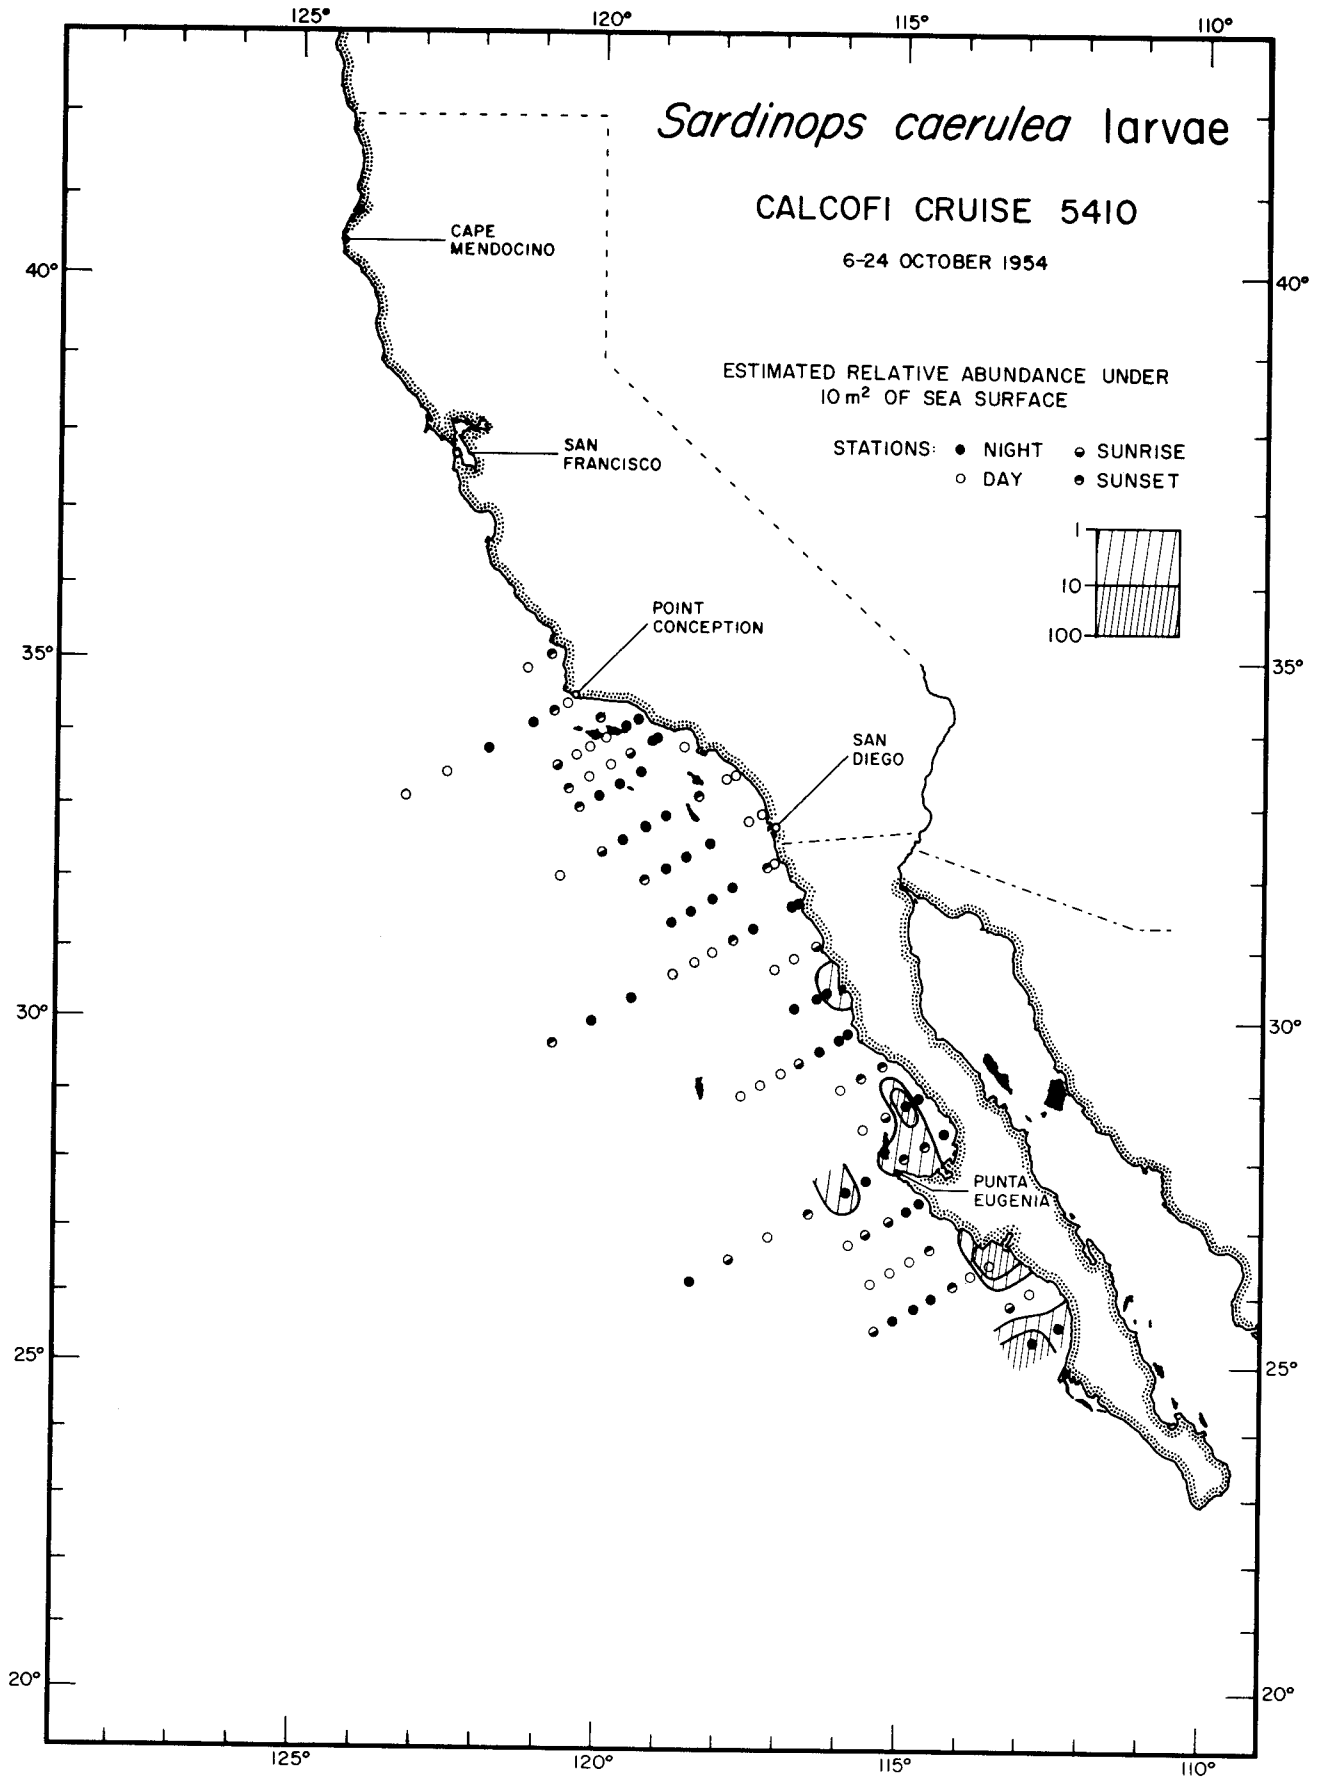 125° 120° 115° 110°
Sardinops caerulea larvae
CALCOFI CRUISE 5410
6-24 OCTOBER 1954
CAPE
MENDOCINO
40° 40°
ESTIMATED RELATIVE ABUNDANCE UNDER
10 m² OF SEA SURFACE
STATIONS: NIGHT SUNRISE
DAY SUNSET
SAN
FRANCISCO
1
10
100
POINT
CONCEPTION
35° 35°
SAN
DIEGO
30° 30°
PUNTA
EUGENIA
25° 25°
20° 20°
125° 120° 115° 110°